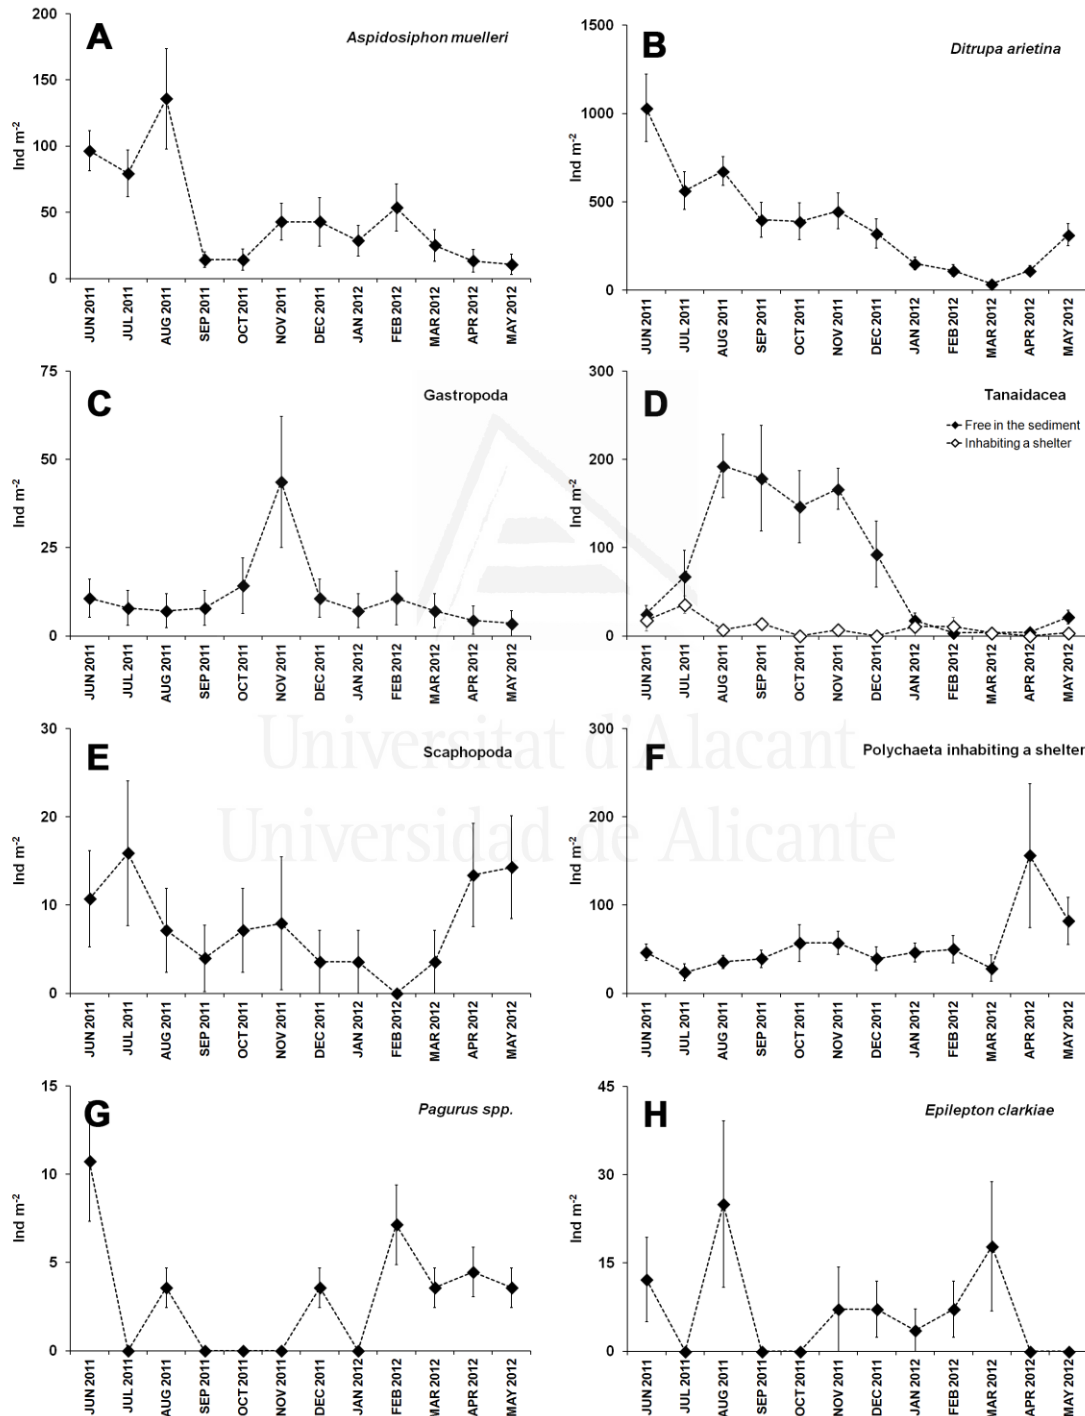 A
Aspidosiphon muelleri
Ind m-2
200
150
100
50
0
JUN 2011
JUL 2011
AUG 2011
SEP 2011
OCT 2011
NOV 2011
DEC 2011
JAN 2012
FEB 2012
MAR 2012
APR 2012
MAY 2012
B
Ditrupa arietina
Ind m-2
1500
1000
500
0
JUN 2011
JUL 2011
AUG 2011
SEP 2011
OCT 2011
NOV 2011
DEC 2011
JAN 2012
FEB 2012
MAR 2012
APR 2012
MAY 2012
C
Gastropoda
Ind m-2
75
50
25
0
JUN 2011
JUL 2011
AUG 2011
SEP 2011
OCT 2011
NOV 2011
DEC 2011
JAN 2012
FEB 2012
MAR 2012
APR 2012
MAY 2012
D
Tanaidacea
Free in the sediment
Inhabiting a shelter
Ind m-2
300
200
100
0
JUN 2011
JUL 2011
AUG 2011
SEP 2011
OCT 2011
NOV 2011
DEC 2011
JAN 2012
FEB 2012
MAR 2012
APR 2012
MAY 2012
Universitat d'Alacant
Universidad de Alicante
E
Scaphopoda
Ind m-2
30
20
10
0
JUN 2011
JUL 2011
AUG 2011
SEP 2011
OCT 2011
NOV 2011
DEC 2011
JAN 2012
FEB 2012
MAR 2012
APR 2012
MAY 2012
F
Polychaeta inhabiting a shelter
Ind m-2
300
200
100
0
JUN 2011
JUL 2011
AUG 2011
SEP 2011
OCT 2011
NOV 2011
DEC 2011
JAN 2012
FEB 2012
MAR 2012
APR 2012
MAY 2012
G
Pagurus spp.
Ind m-2
15
10
5
0
JUN 2011
JUL 2011
AUG 2011
SEP 2011
OCT 2011
NOV 2011
DEC 2011
JAN 2012
FEB 2012
MAR 2012
APR 2012
MAY 2012
H
Epilepton clarkiae
Ind m-2
45
30
15
0
JUN 2011
JUL 2011
AUG 2011
SEP 2011
OCT 2011
NOV 2011
DEC 2011
JAN 2012
FEB 2012
MAR 2012
APR 2012
MAY 2012